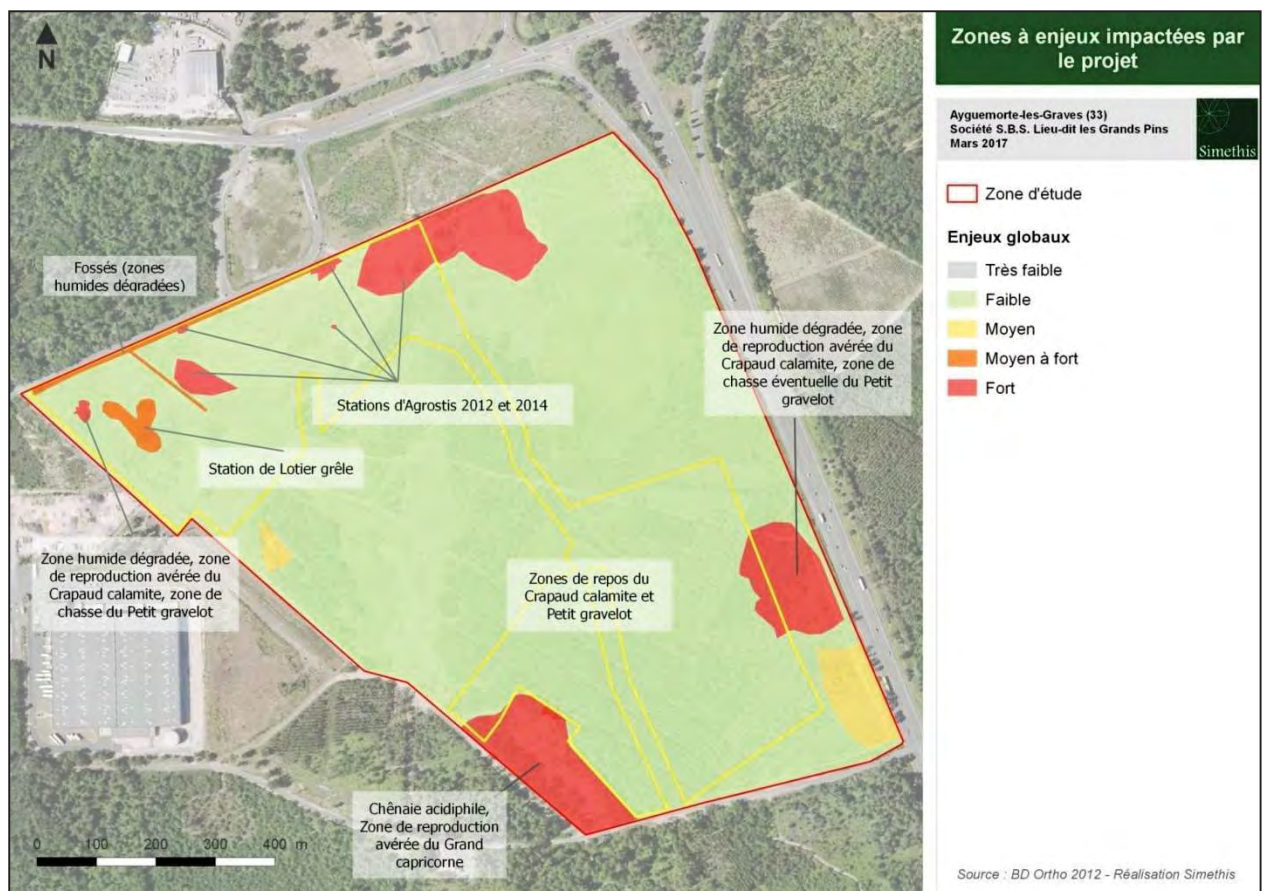 N
Fossés (zones
humides dégradées)
Stations d'Agrostis 2012 et 2014
Station de Lotier grêle
Zone humide dégradée, zone
de reproduction avérée du
Crapaud calamite, zone de
chasse éventuelle du Petit
gravelot
Zone humide dégradée, zone
de reproduction avérée du
Crapaud calamite, zone de
chasse du Petit gravelot
Zones de repos du
Crapaud calamite et
Petit gravelot
Chênaie acidiphile,
Zone de reproduction
avérée du Grand
capricorne
0 100 200 300 400 m
Zones à enjeux impactées par
le projet
Ayguemorte-les-Graves (33)
Société S.B.S. Lieu-dit les Grands Pins
Mars 2017
Simethis
Zone d'étude
Enjeux globaux
Très faible
Faible
Moyen
Moyen à fort
Fort
Source : BD Ortho 2012 - Réalisation Simethis